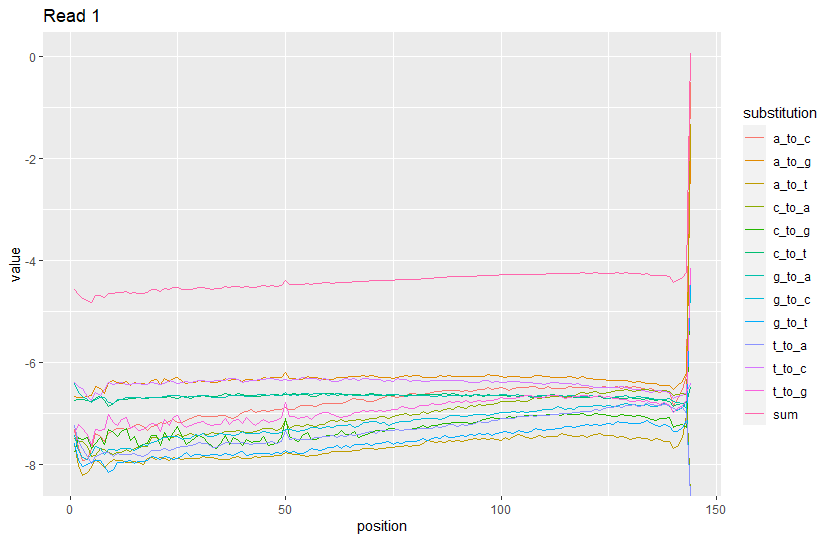 Read 1
value
0
-2
-4
-6
-8
0
50
100
150
position
substitution
a_to_c
a_to_g
a_to_t
c_to_a
c_to_g
c_to_t
g_to_a
g_to_c
g_to_t
t_to_a
t_to_c
t_to_g
sum